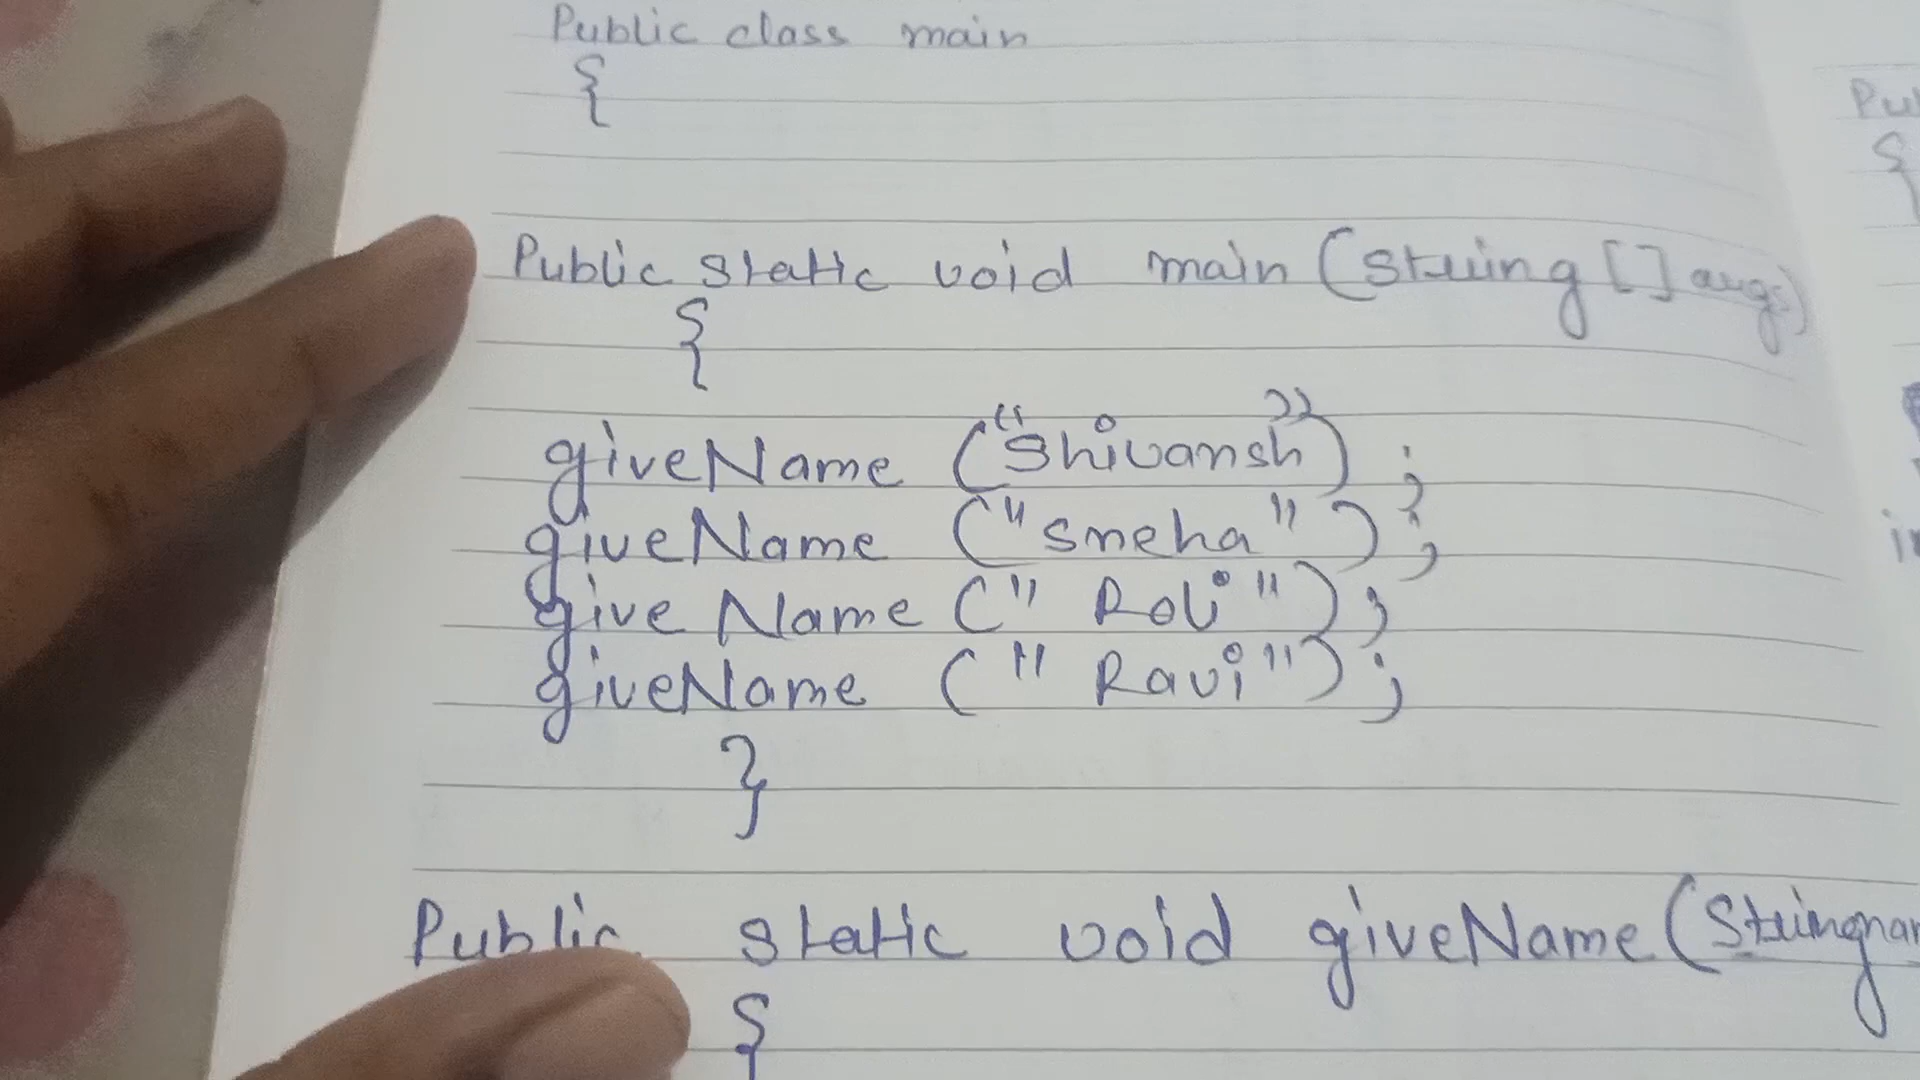 Public class main
{
Public static void main (String [] args)
{
giveName ("Shivansh");
giveName ("sneha");
give Name (" Roli ");
giveName (" Ravi");
}
Public static void giveName (String
{